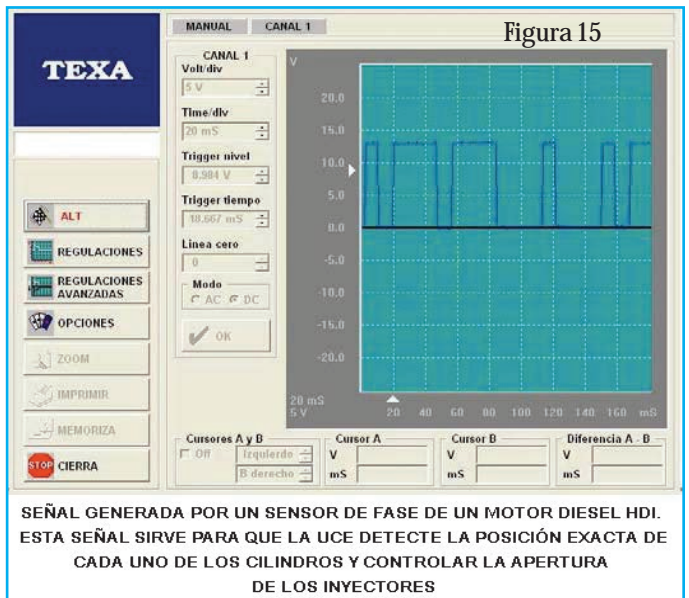 MANUAL CANAL 1
Figura 15
TEXA
CANAL 1
Volt/div
5 V
Time/div
20 mS
Trigger nivel
8.984 V
Trigger tiempo
18.667 mS
Linea cero
0
Modo
AC DC
OK
ALT
REGULACIONES
REGULACIONES
AVANZADAS
OPCIONES
ZOOM
IMPRIMIR
MEMORIZA
STOP CIERRA
V
20.0
15.0
10.0
5.0
0.0
-5.0
-10.0
-15.0
-20.0
20 mS
5 V
20 40 60 80 100 120 140 160 mS
Cursores A y B
Off Izquierdo
B derecho
Cursor A
V
mS
Cursor B
V
mS
Diferencia A - B
V
mS
SEÑAL GENERADA POR UN SENSOR DE FASE DE UN MOTOR DIESEL HDI.
ESTA SEÑAL SIRVE PARA QUE LA UCE DETECTE LA POSICIÓN EXACTA DE
CADA UNO DE LOS CILINDROS Y CONTROLAR LA APERTURA
DE LOS INYECTORES